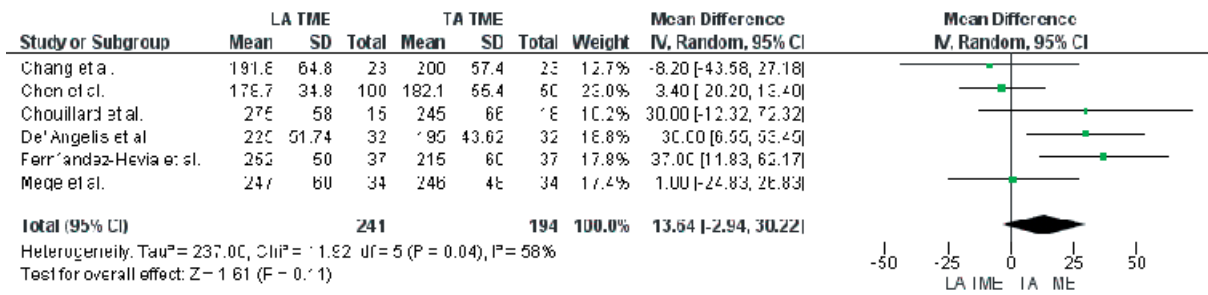 LA TME TA TME Mean Difference Mean Difference
Study or Subgroup Mean SD Total Mean SD Total Weight IV, Random, 95% CI IV, Random, 95% CI
Chang et a. 191.8 64.8 23 200 57.4 23 12.7% -8.20 [-43.58, 27.18]
Chen et al. 178.7 34.8 100 182.1 55.4 50 23.0% -3.40 [-20.20, 13.40]
Chouillard et al. 275 58 15 245 66 18 10.2% 30.00 [-12.32, 72.32]
De'Angelis et al 225 51.74 32 195 43.62 32 18.8% 30.00 [6.55, 53.45]
Fern´andez-Hevia et al. 252 50 37 215 60 37 17.8% 37.00 [11.83, 62.17]
Mege et al. 247 60 34 246 48 34 17.4% 1.00 [-24.83, 26.83]
Total (95% CI) 241 194 100.0% 13.64 [-2.94, 30.22]
Heterogeneity: Tau² = 237.00, Chi² = 11.92 df = 5 (P = 0.04), I² = 58%
Test for overall effect: Z = 1.61 (P = 0.11)
-50 -25 0 25 50
LA TME TA ME